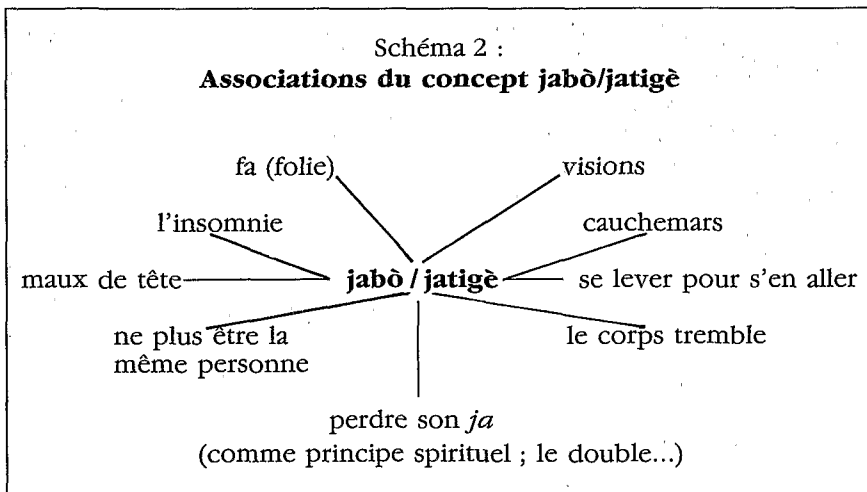 Schéma 2 :
Associations du concept jabò/jatigè
fa (folie)
visions
l'insomnie
cauchemars
maux de tête
jabò / jatigè
se lever pour s'en aller
ne plus être la
même personne
le corps tremble
perdre son ja
(comme principe spirituel ; le double...)